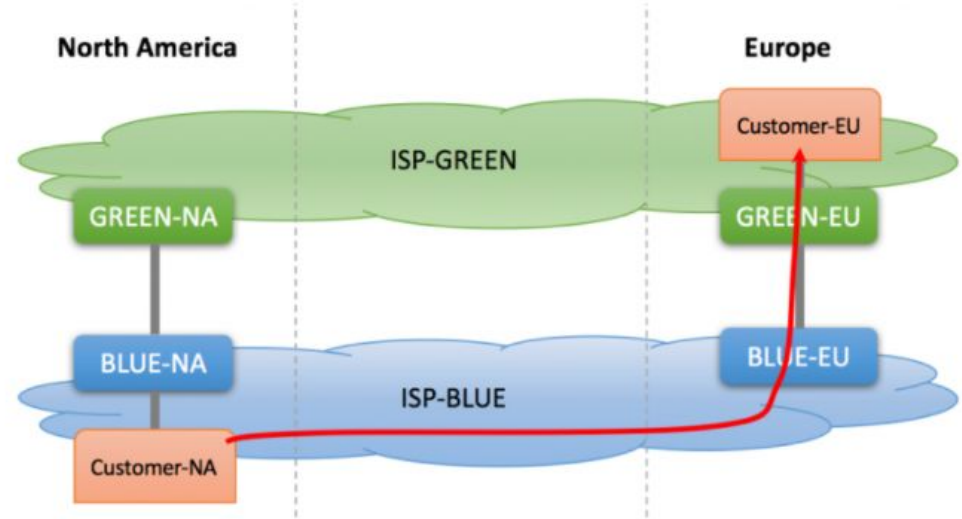 North America
Europe
Customer-EU
ISP-GREEN
GREEN-NA
GREEN-EU
BLUE-NA
BLUE-EU
ISP-BLUE
Customer-NA